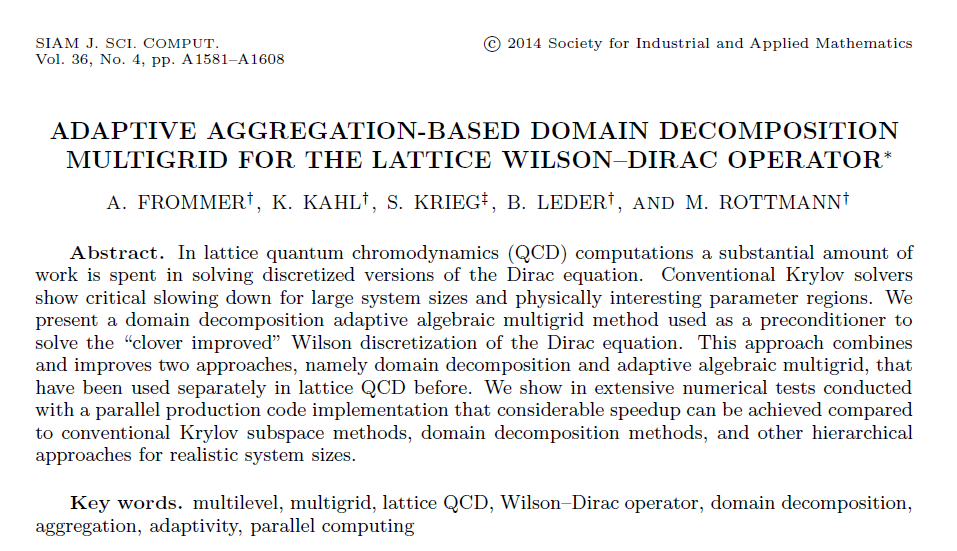 SIAM J. SCI. COMPUT.
Vol. 36, No. 4, pp. A1581–A1608
© 2014 Society for Industrial and Applied Mathematics
ADAPTIVE AGGREGATION-BASED DOMAIN DECOMPOSITION
MULTIGRID FOR THE LATTICE WILSON–DIRAC OPERATOR*
A. FROMMER†, K. KAHL†, S. KRIEG‡, B. LEDER†, AND M. ROTTMANN†
Abstract. In lattice quantum chromodynamics (QCD) computations a substantial amount of
work is spent in solving discretized versions of the Dirac equation. Conventional Krylov solvers
show critical slowing down for large system sizes and physically interesting parameter regions. We
present a domain decomposition adaptive algebraic multigrid method used as a preconditioner to
solve the “clover improved” Wilson discretization of the Dirac equation. This approach combines
and improves two approaches, namely domain decomposition and adaptive algebraic multigrid, that
have been used separately in lattice QCD before. We show in extensive numerical tests conducted
with a parallel production code implementation that considerable speedup can be achieved compared
to conventional Krylov subspace methods, domain decomposition methods, and other hierarchical
approaches for realistic system sizes.
Key words. multilevel, multigrid, lattice QCD, Wilson–Dirac operator, domain decomposition,
aggregation, adaptivity, parallel computing